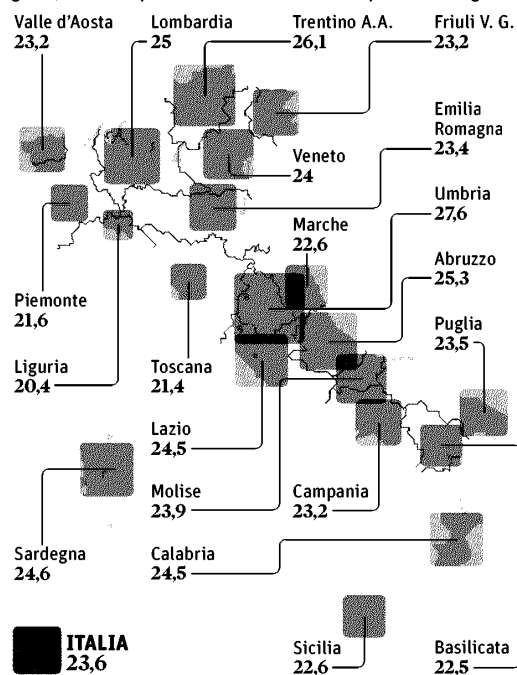 Valle d'Aosta
23,2
Lombardia
25
Trentino A.A.
26,1
Friuli V. G.
23,2
Emilia
Romagna
23,4
Veneto
24
Umbria
27,6
Marche
22,6
Abruzzo
25,3
Piemonte
21,6
Puglia
23,5
Liguria
20,4
Toscana
21,4
Lazio
24,5
Molise
23,9
Campania
23,2
Sardegna
24,6
Calabria
24,5
ITALIA
23,6
Sicilia
22,6
Basilicata
22,5